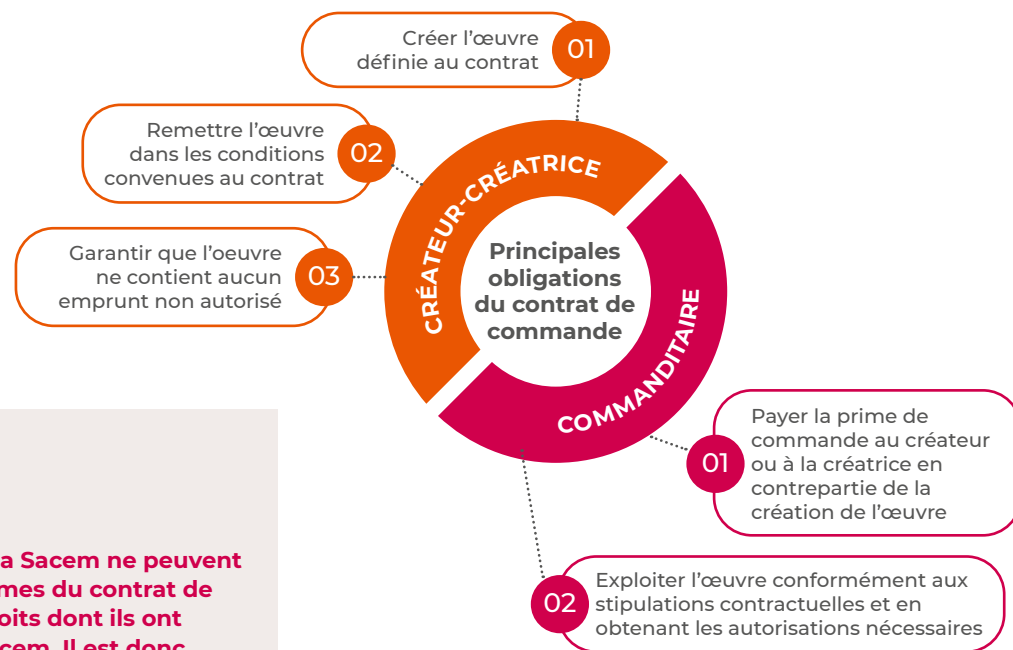 Créer l’œuvre
définie au contrat
01
Remettre l’œuvre
dans les conditions
convenues au contrat
02
Garantir que l’oeuvre
ne contient aucun
emprunt non autorisé
03
CRÉATEUR-CRÉATRICE
Principales
obligations
du contrat de
commande
COMMANDITAIRE
01
Payer la prime de
commande au créateur
ou à la créatrice en
contrepartie de la
création de l’œuvre
02
Exploiter l’œuvre conformément aux
stipulations contractuelles et en
obtenant les autorisations nécessaires
a Sacem ne peuvent
mes du contrat de
oits dont ils ont
cem. Il est donc